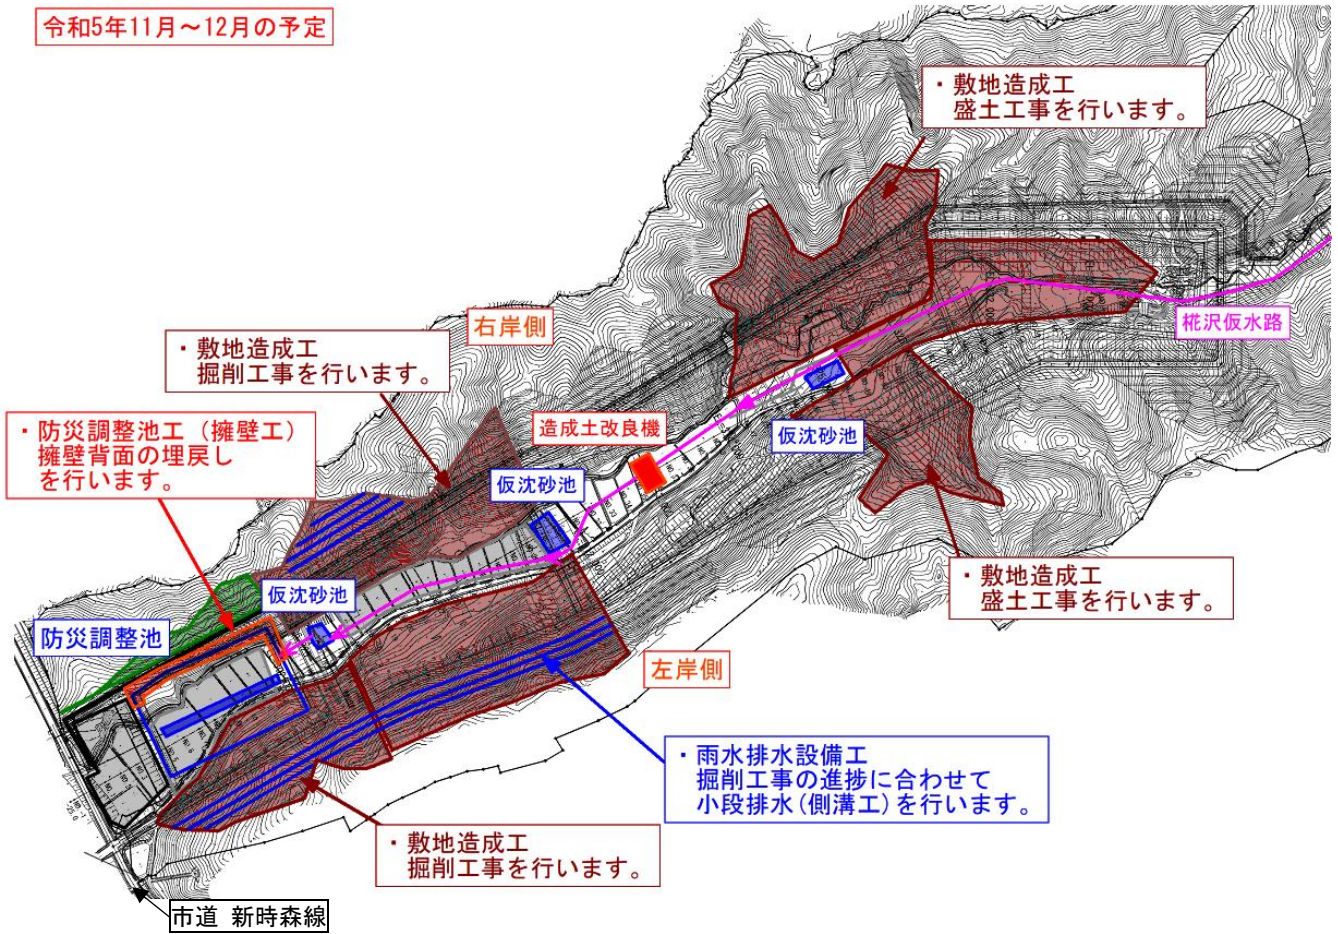 令和5年11月～12月の予定
・敷地造成工
盛土工事を行います。
右岸側
椛沢仮水路
・敷地造成工
掘削工事を行います。
・防災調整池工（擁壁工）
擁壁背面の埋戻し
を行います。
造成土改良機
仮沈砂池
仮沈砂池
仮沈砂池
防災調整池
・敷地造成工
盛土工事を行います。
左岸側
・雨水排水設備工
掘削工事の進捗に合わせて
小段排水(側溝工)を行います。
・敷地造成工
掘削工事を行います。
市道 新時森線